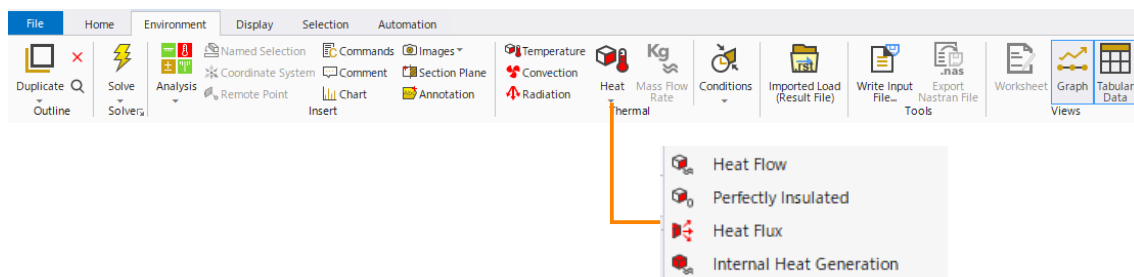 File Home Environment Display Selection Automation
Duplicate
Outline
Solve
Solver
Analysis
Named Selection
Coordinate System
Remote Point
Commands
Comment
Chart
Images
Section Plane
Annotation
Insert
Temperature
Convection
Radiation
Heat
Kg
Mass Flow
Rate
Conditions
Thermal
.rst
Imported Load
(Result File)
Write Input
File...
.nas
Export
Nastran File
Tools
Worksheet
Graph
Tabular
Data
Views
Heat Flow
0
Perfectly Insulated
Heat Flux
Internal Heat Generation